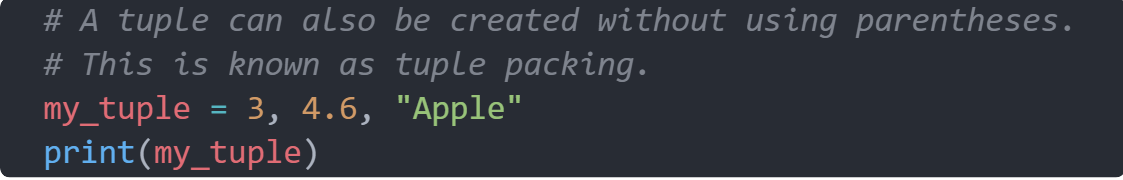 # A tuple can also be created without using parentheses.
# This is known as tuple packing.
my_tuple = 3, 4.6, "Apple"
print(my_tuple)